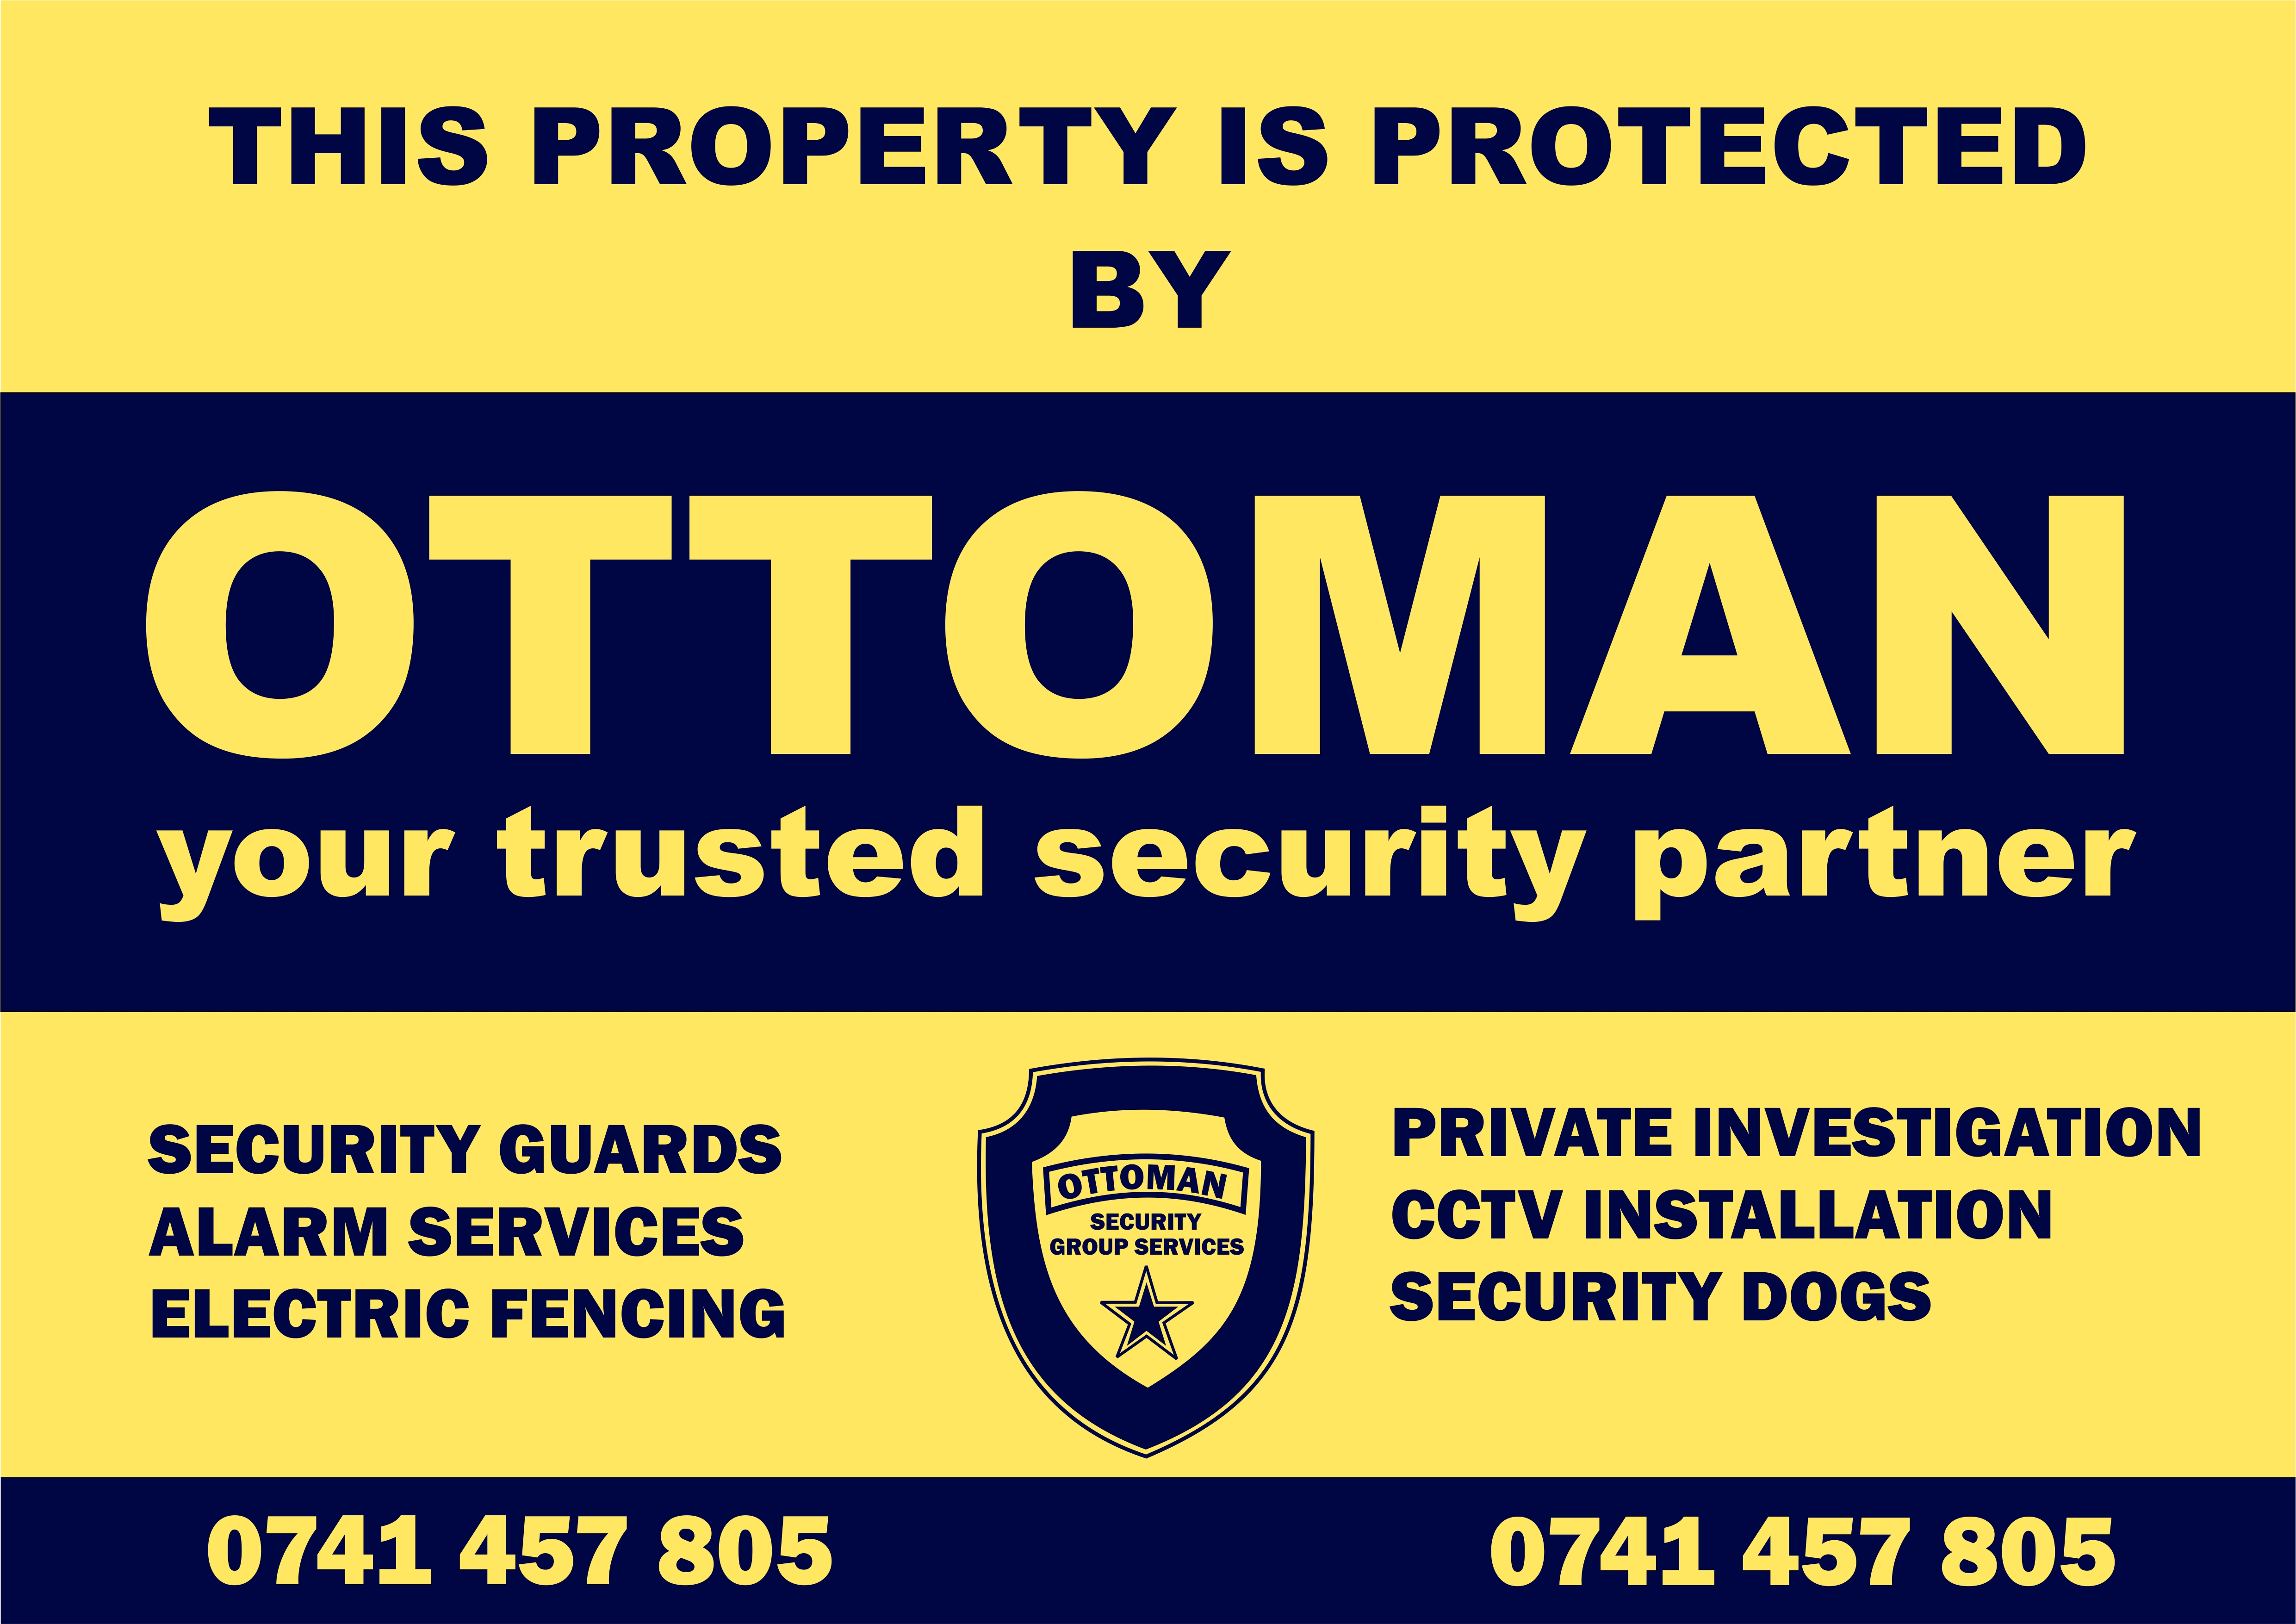 THIS PROPERTY IS PROTECTED
BY
OTTOMAN
your trusted security partner
SECURITY GUARDS
ALARM SERVICES
ELECTRIC FENCING
OTTOMAN
SECURITY
GROUP SERVICES
PRIVATE INVESTIGATION
CCTV INSTALLATION
SECURITY DOGS
0741 457 805
0741 457 805